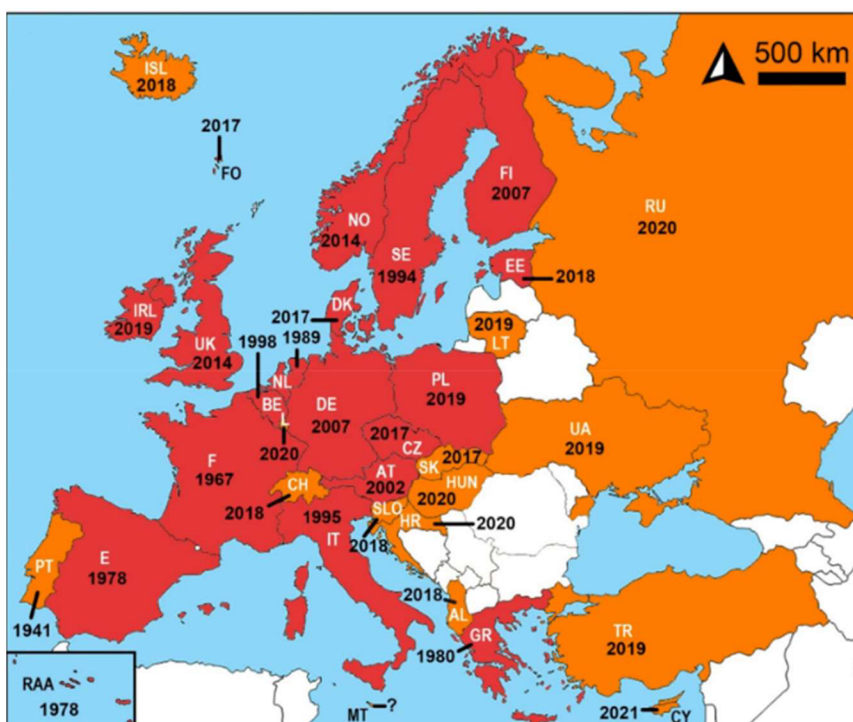 500 km
ISL
2018
2017
FO
FI
2007
RU
2020
NO
2014
SE
1994
EE
2018
IRL
2019
UK
2014
2017
DK
1998
1989
2019
LT
NL
BE
L
2020
DE
2007
PL
2019
2017
CZ
UA
2019
F
1967
AT
2002
SK
2017
HUN
2020
CH
2018
1995
IT
SLO
2018
HR
2020
E
1978
PT
1941
2018
AL
GR
1980
TR
2019
RAA
1978
MT
?
2021
CY